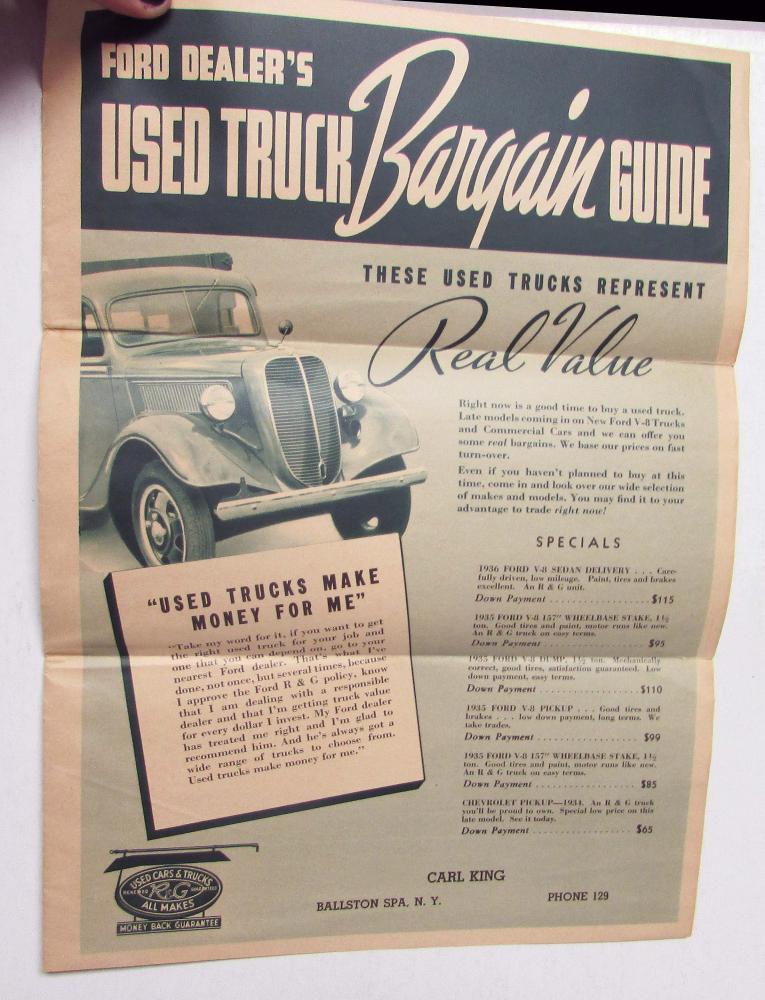 FORD DEALER'S
USED TRUCK Bargain GUIDE
THESE USED TRUCKS REPRESENT
Real Value
Right now is a good time to buy a used truck.
Late models coming in on New Ford V-8 Trucks
and Commercial Cars and we can offer you
some real bargains. We base our prices on fast
turn-over.
Even if you haven't planned to buy at this
time, come in and look over our wide selection
of makes and models. You may find it to your
advantage to trade right now!
SPECIALS
1936 FORD V-8 SEDAN DELIVERY . . . Care-
fully driven, low mileage. Paint, tires and brakes
excellent. An R & G unit.
Down Payment . . . . . . . . . . . . . . . . . $115
1935 FORD V-8 157" WHEELBASE STAKE, 1½
ton. Good tires and paint, motor runs like new.
An R & G truck on easy terms.
Down Payment . . . . . . . . . . . . . . . . . $95
1935 FORD V-8 DUMP, 1½ ton. Mechanically
correct, good tires, satisfaction guaranteed. Low
down payment, easy terms.
Down Payment . . . . . . . . . . . . . . . . . $110
1935 FORD V-8 PICKUP . . . Good tires and
brakes . . . low down payment, long terms. We
take trades.
Down Payment . . . . . . . . . . . . . . . . . $99
1935 FORD V-8 157" WHEELBASE STAKE, 1½
ton. Good tires and paint, motor runs like new.
An R & G truck on easy terms.
Down Payment . . . . . . . . . . . . . . . . . $85
CHEVROLET PICKUP—1934. An R & G truck
you'll be proud to own. Special low price on this
late model. See it today.
Down Payment . . . . . . . . . . . . . . . . . $65
"USED TRUCKS MAKE
MONEY FOR ME"
"Take my word for it, if you want to get
the right used truck for your job and
one that you can depend on, go to your
nearest Ford dealer. That's what I've
done, not once, but several times, because
I approve the Ford R & G policy, know
that I am dealing with a responsible
dealer and that I'm getting truck value
for every dollar I invest. My Ford dealer
has treated me right and I'm glad to
recommend him. And he's always got a
wide range of trucks to choose from.
Used trucks make money for me."
USED CARS & TRUCKS
RENEWED R&G GUARANTEED
ALL MAKES
MONEY BACK GUARANTEE
CARL KING
BALLSTON SPA, N. Y. PHONE 129